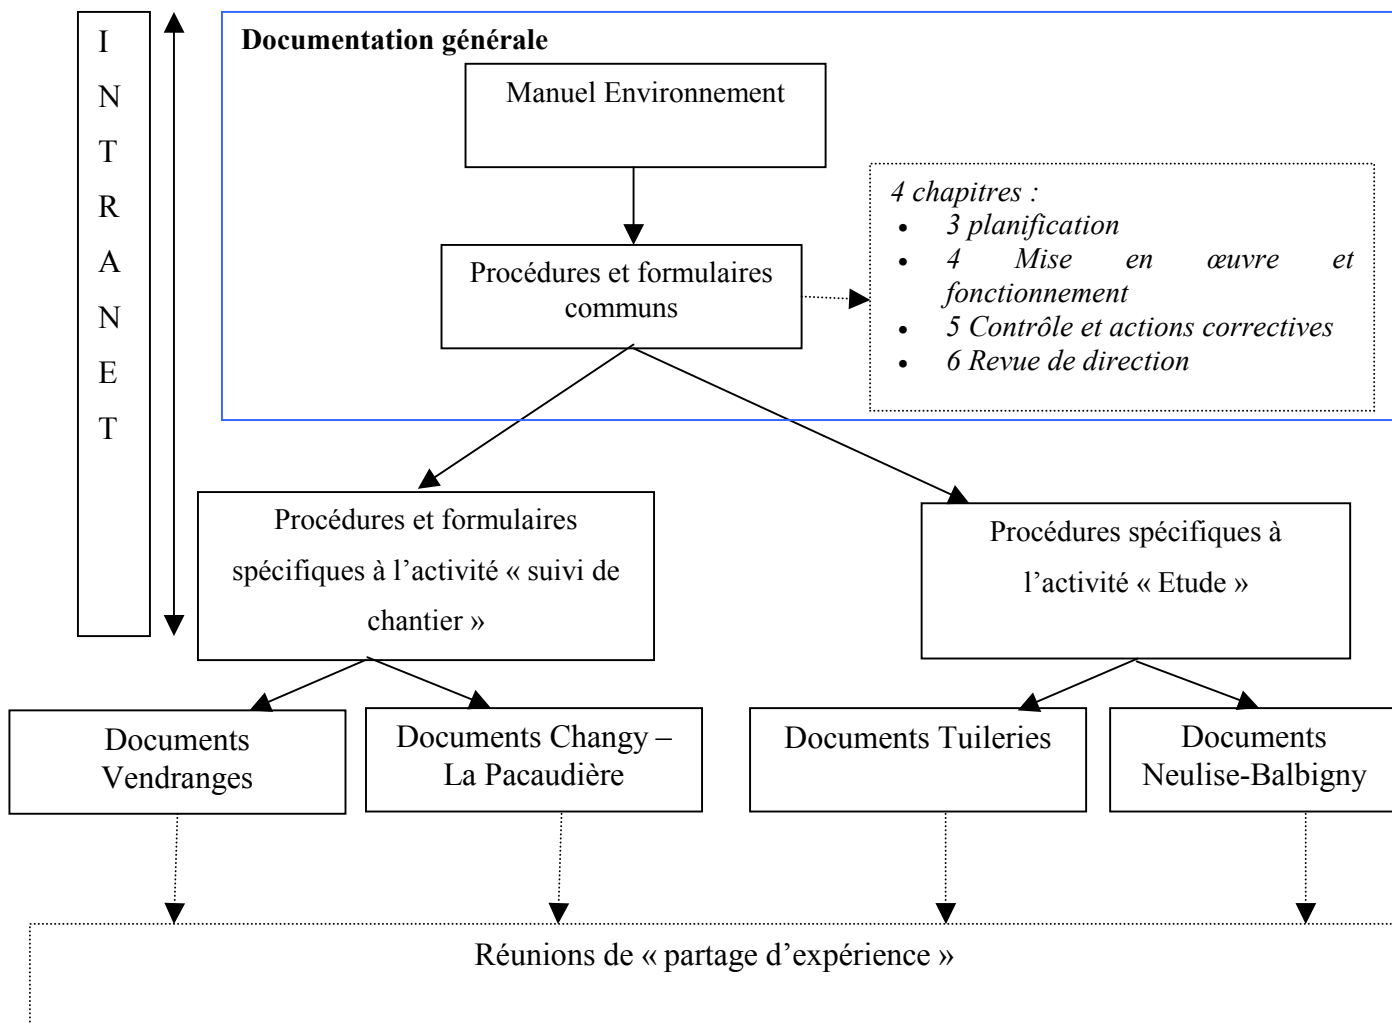 I
N
T
R
A
N
E
T
Documentation générale
Manuel Environnement
Procédures et formulaires
communs
4 chapitres :
• 3 planification
• 4 Mise en œuvre et
fonctionnement
• 5 Contrôle et actions correctives
• 6 Revue de direction
Procédures et formulaires
spécifiques à l’activité « suivi de
chantier »
Procédures spécifiques à
l’activité « Etude »
Documents
Vendranges
Documents Changy –
La Pacaudière
Documents Tuileries
Documents
Neulise-Balbigny
Réunions de « partage d’expérience »